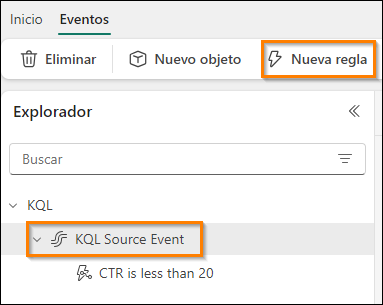 Inicio Eventos
Eliminar Nuevo objeto Nueva regla
Explorador
Buscar
KQL
KQL Source Event
CTR is less than 20